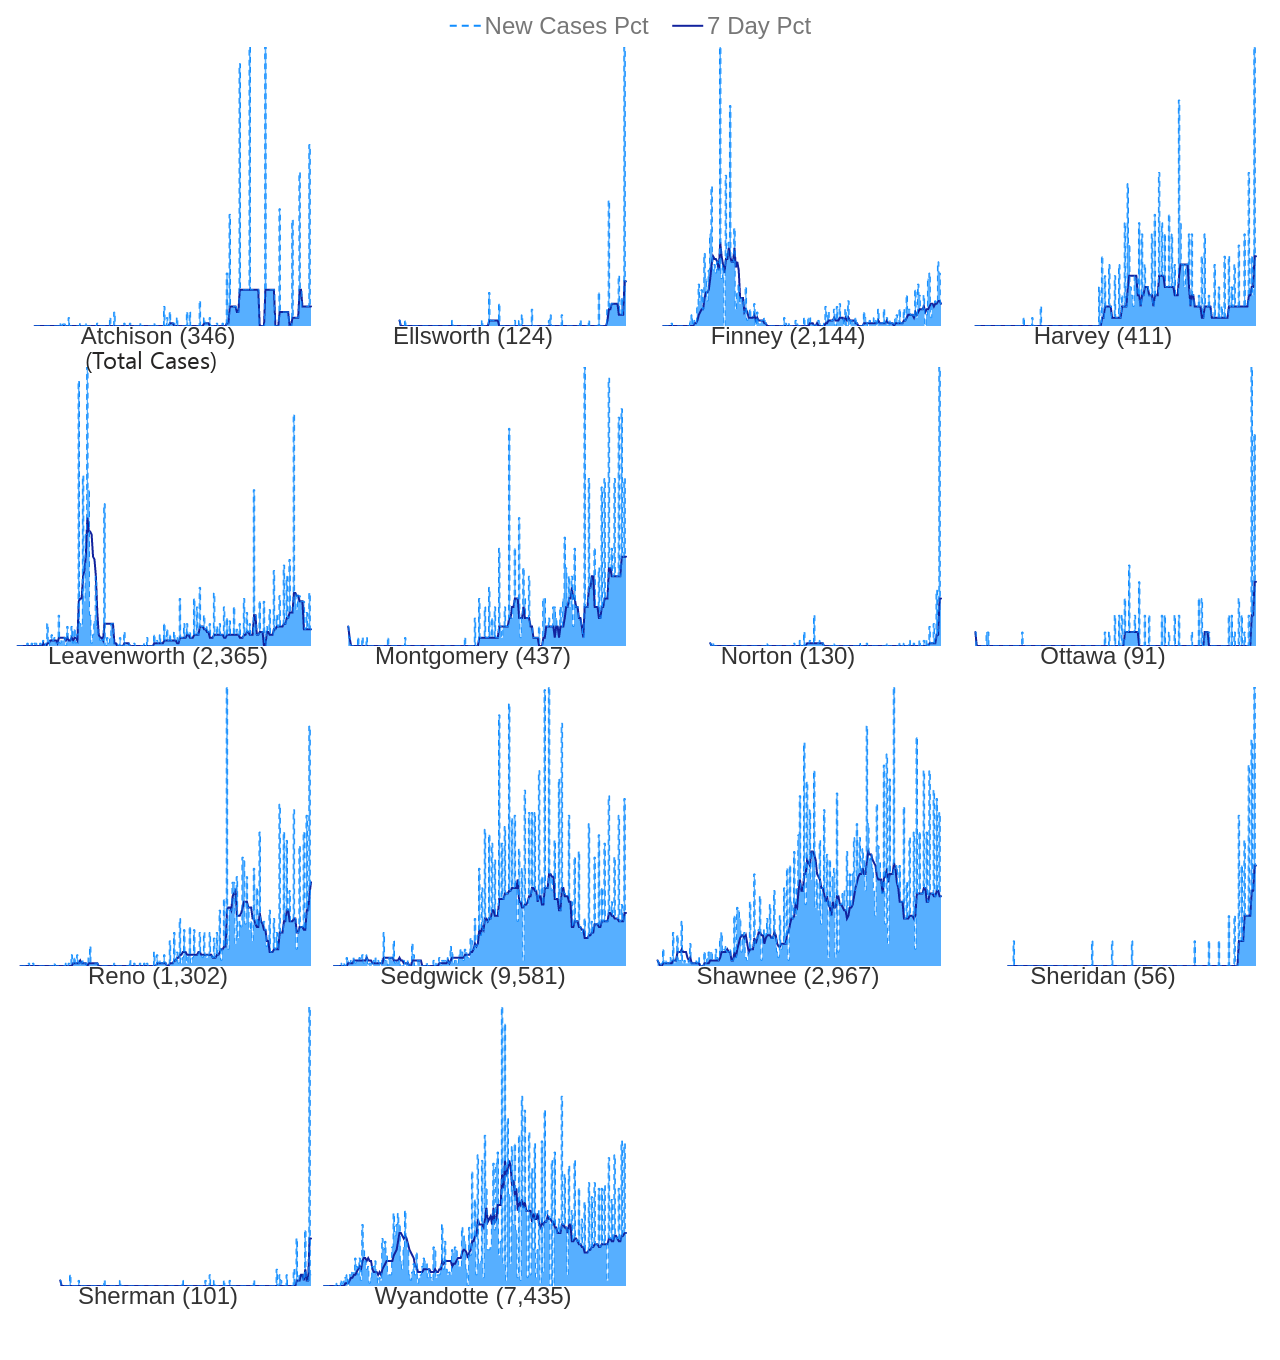 New Cases Pct 7 Day Pct
Atchison (346) Ellsworth (124) Finney (2,144) Harvey (411)
(Total Cases)
Leavenworth (2,365) Montgomery (437) Norton (130) Ottawa (91)
Reno (1,302) Sedgwick (9,581) Shawnee (2,967) Sheridan (56)
Sherman (101) Wyandotte (7,435)